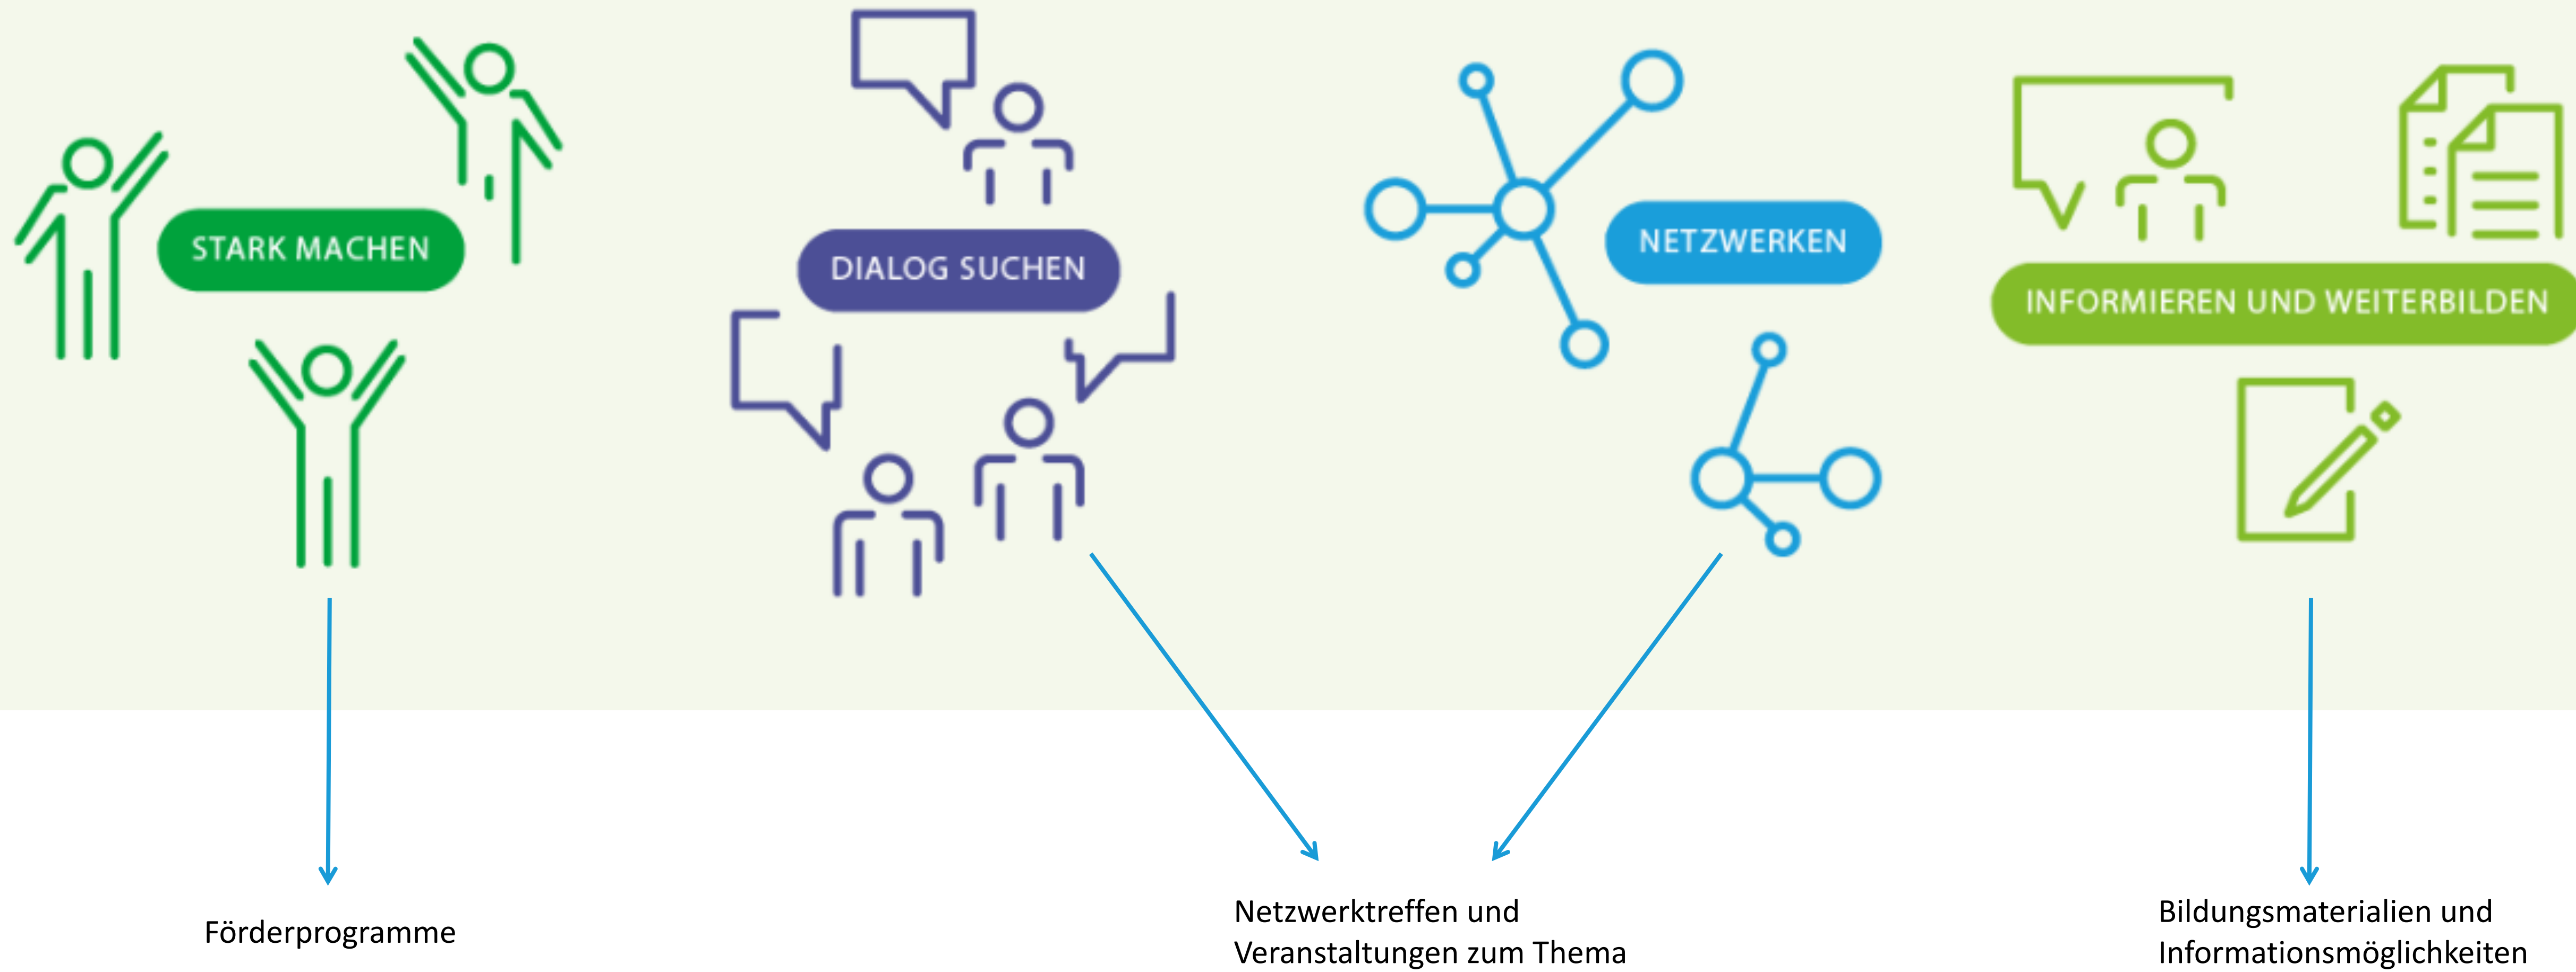 STARK MACHEN
DIALOG SUCHEN
NETZWERKEN
INFORMIEREN UND WEITERBILDEN
Förderprogramme
Netzwerktreffen und
Veranstaltungen zum Thema
Bildungsmaterialien und
Informationsmöglichkeiten